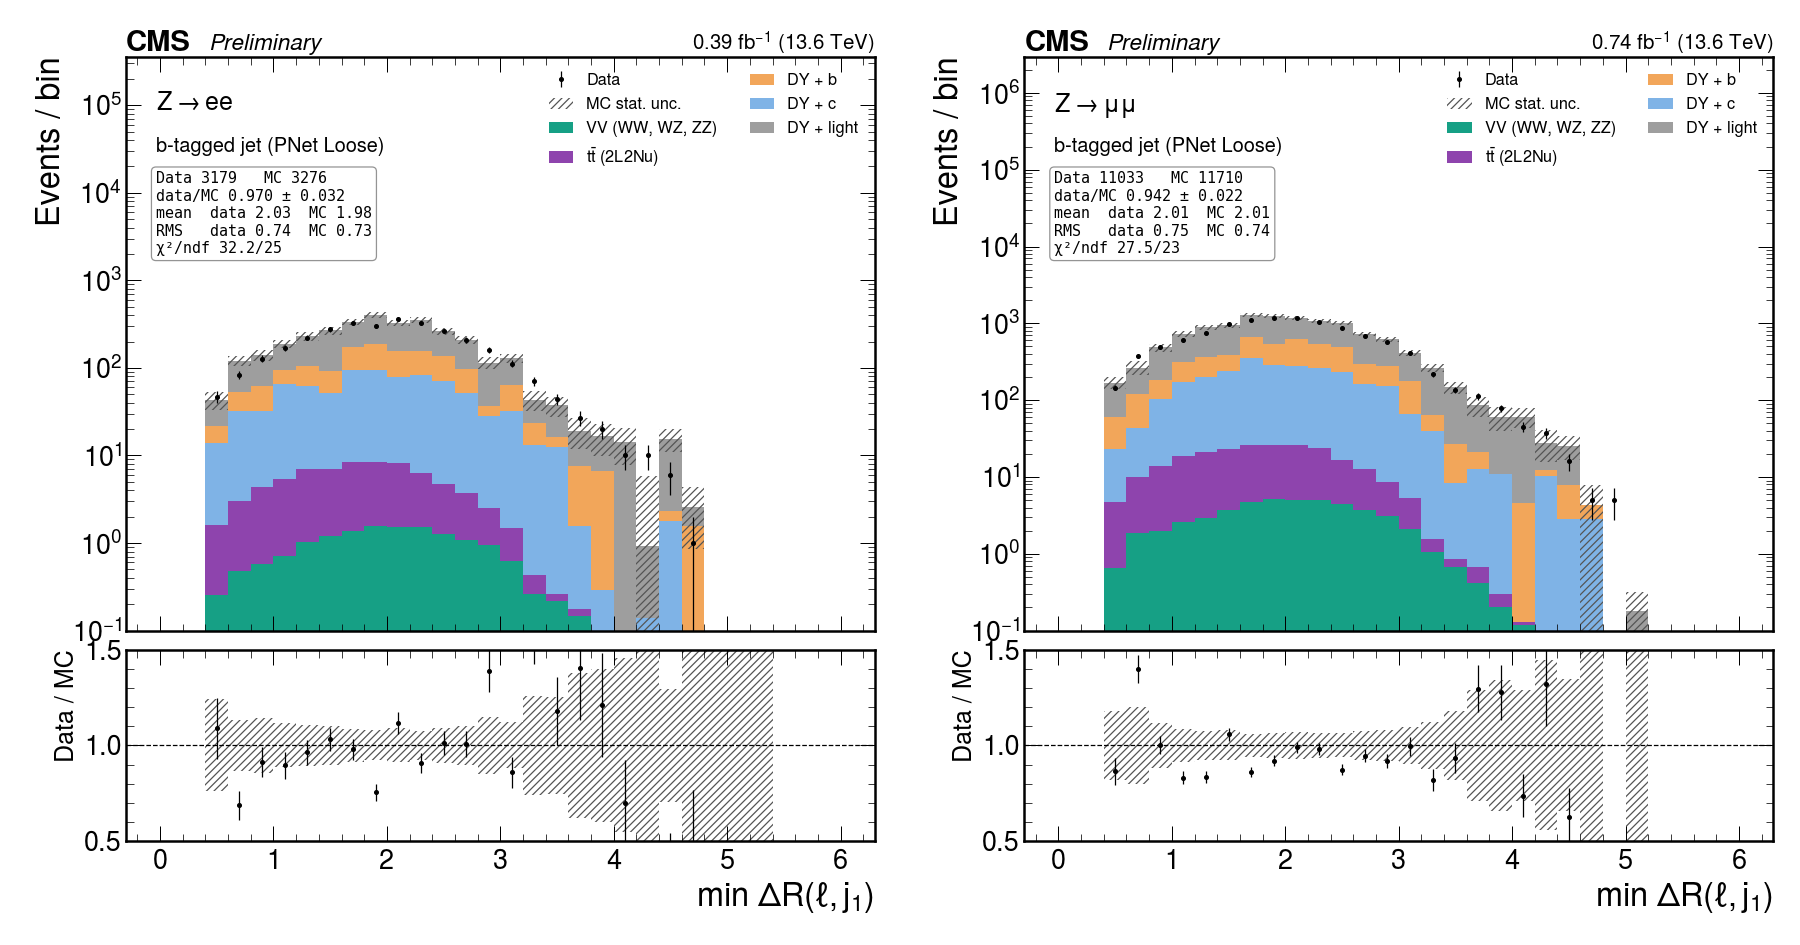 CMS Preliminary 0.39 fb⁻¹ (13.6 TeV)
Events / bin
Z → ee
b-tagged jet (PNet Loose)
Data 3179 MC 3276
data/MC 0.970 ± 0.032
mean data 2.03 MC 1.98
RMS data 0.74 MC 0.73
χ²/ndf 32.2/25
Data
MC stat. unc.
VV (WW, WZ, ZZ)
tt̄ (2L2Nu)
DY + b
DY + c
DY + light
10⁵
10⁴
10³
10²
10¹
10⁰
10⁻¹
Data / MC
1.5
1.0
0.5
0 1 2 3 4 5 6
min ΔR(ℓ, j₁)
CMS Preliminary 0.74 fb⁻¹ (13.6 TeV)
Events / bin
Z → μμ
b-tagged jet (PNet Loose)
Data 11033 MC 11710
data/MC 0.942 ± 0.022
mean data 2.01 MC 2.01
RMS data 0.75 MC 0.74
χ²/ndf 27.5/23
Data
MC stat. unc.
VV (WW, WZ, ZZ)
tt̄ (2L2Nu)
DY + b
DY + c
DY + light
10⁶
10⁵
10⁴
10³
10²
10¹
10⁰
10⁻¹
Data / MC
1.5
1.0
0.5
0 1 2 3 4 5 6
min ΔR(ℓ, j₁)